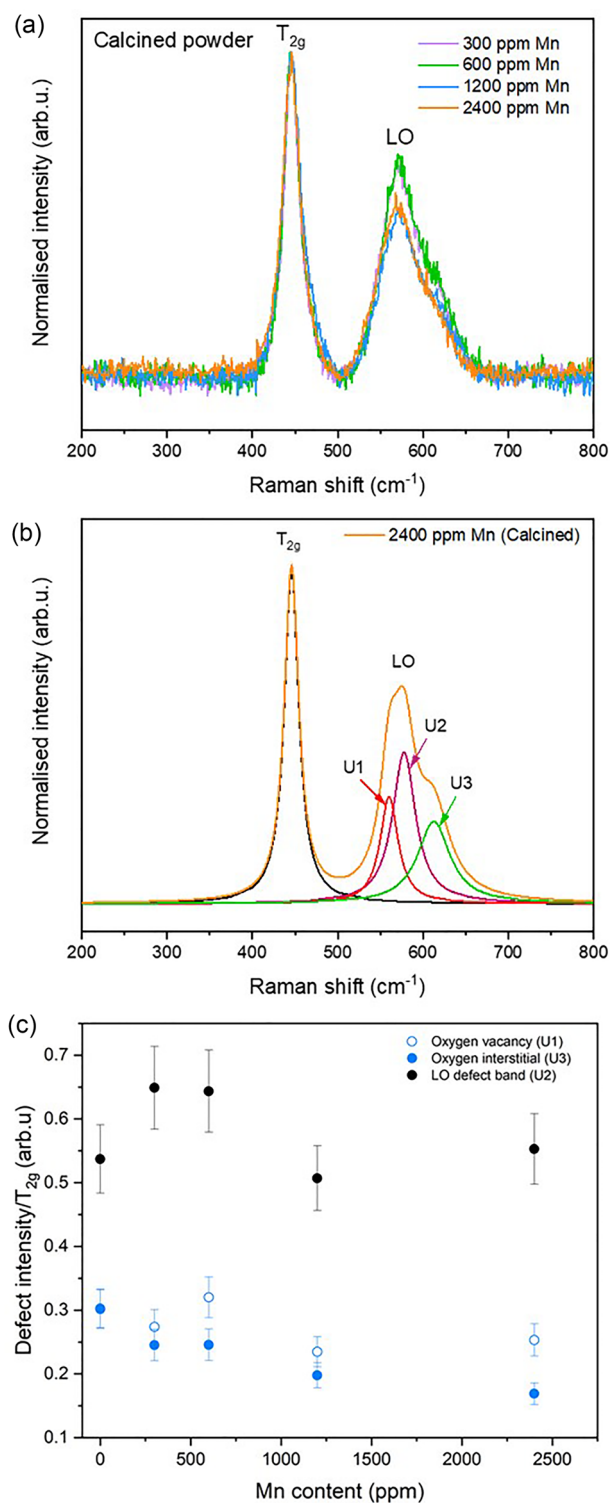 (a)
Calcined powder
T2g
300 ppm Mn
600 ppm Mn
1200 ppm Mn
2400 ppm Mn
LO
Normalised intensity (arb.u.)
200 300 400 500 600 700 800
Raman shift (cm-1)
(b)
T2g
2400 ppm Mn (Calcined)
LO
U2
U1
U3
Normalised intensity (arb.u.)
200 300 400 500 600 700 800
Raman shift (cm-1)
(c)
Oxygen vacancy (U1)
Oxygen interstitial (U3)
LO defect band (U2)
Defect intensity/T2g (arb.u)
0.7
0.6
0.5
0.4
0.3
0.2
0.1
0 500 1000 1500 2000 2500
Mn content (ppm)